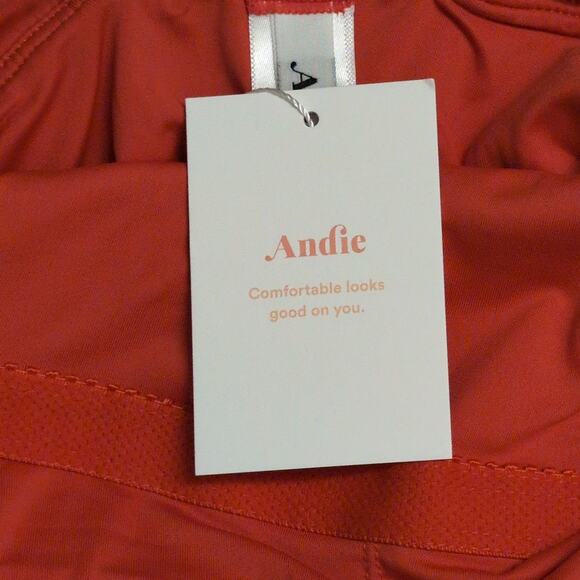 A
Andie
Comfortable looks
good on you.